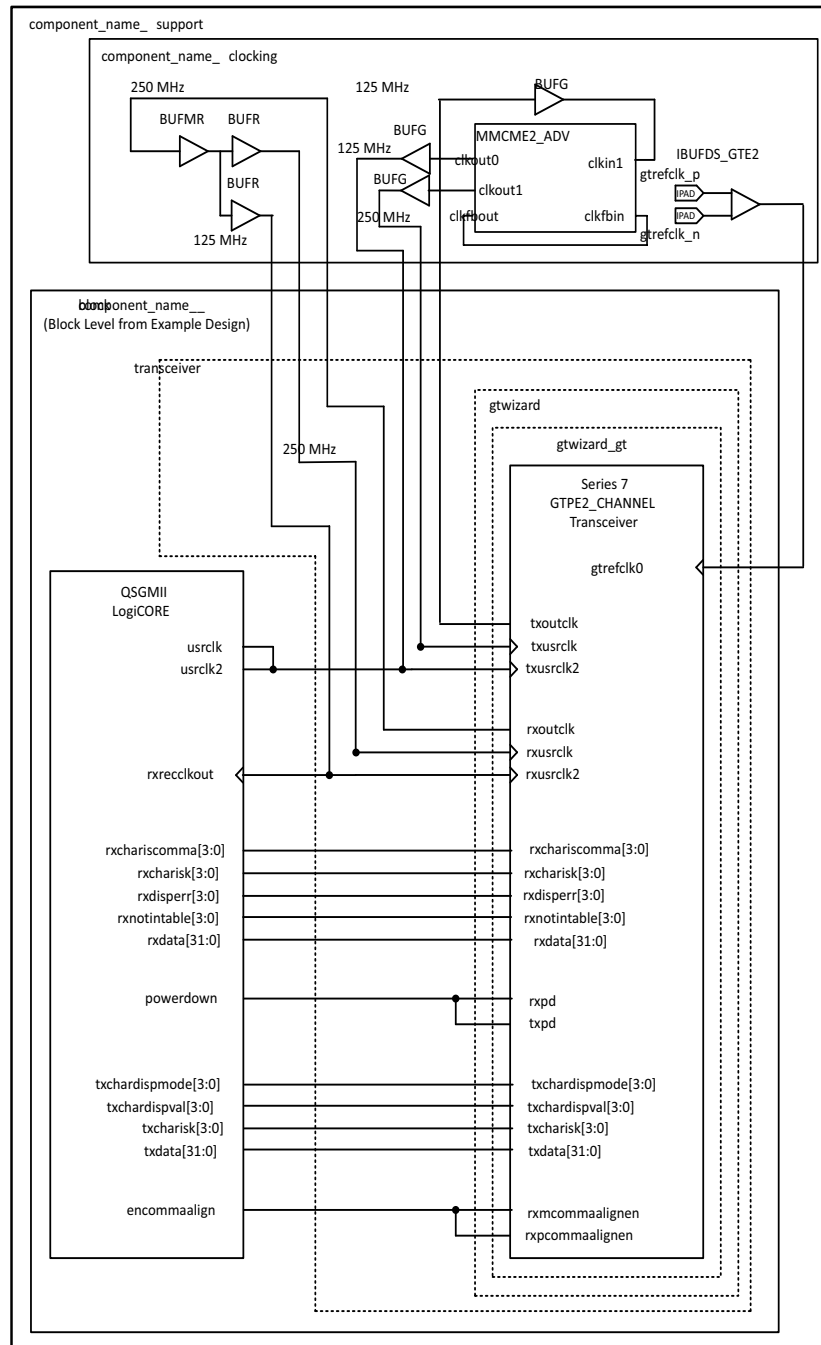 component_name_ support
component_name_ clocking
250 MHz
125 MHz
BUFG
BUFMR
BUFR
BUFG
MMCME2_ADV
IBUFDS_GTE2
125 MHz
clkout0
clkin1
gtrefclk_p
BUFR
BUFG
clkout1
IPAD
250 MHz
clkfbout
clkfbin
IPAD
gtrefclk_n
125 MHz
component_name__
block
(Block Level from Example Design)
transceiver
gtwizard
gtwizard_gt
250 MHz
Series 7
GTPE2_CHANNEL
Transceiver
gtrefclk0
QSGMII
LogiCORE
txoutclk
usrclk
txusrclk
usrclk2
txusrclk2
rxoutclk
rxusrclk
rxrecclkout
rxusrclk2
rxchariscomma[3:0]
rxchariscomma[3:0]
rxcharisk[3:0]
rxcharisk[3:0]
rxdisperr[3:0]
rxdisperr[3:0]
rxnotintable[3:0]
rxnotintable[3:0]
rxdata[31:0]
rxdata[31:0]
powerdown
rxpd
txpd
txchardispmode[3:0]
txchardispmode[3:0]
txchardispval[3:0]
txchardispval[3:0]
txcharisk[3:0]
txcharisk[3:0]
txdata[31:0]
txdata[31:0]
encommaalign
rxmcommaalignen
rxpcommaalignen